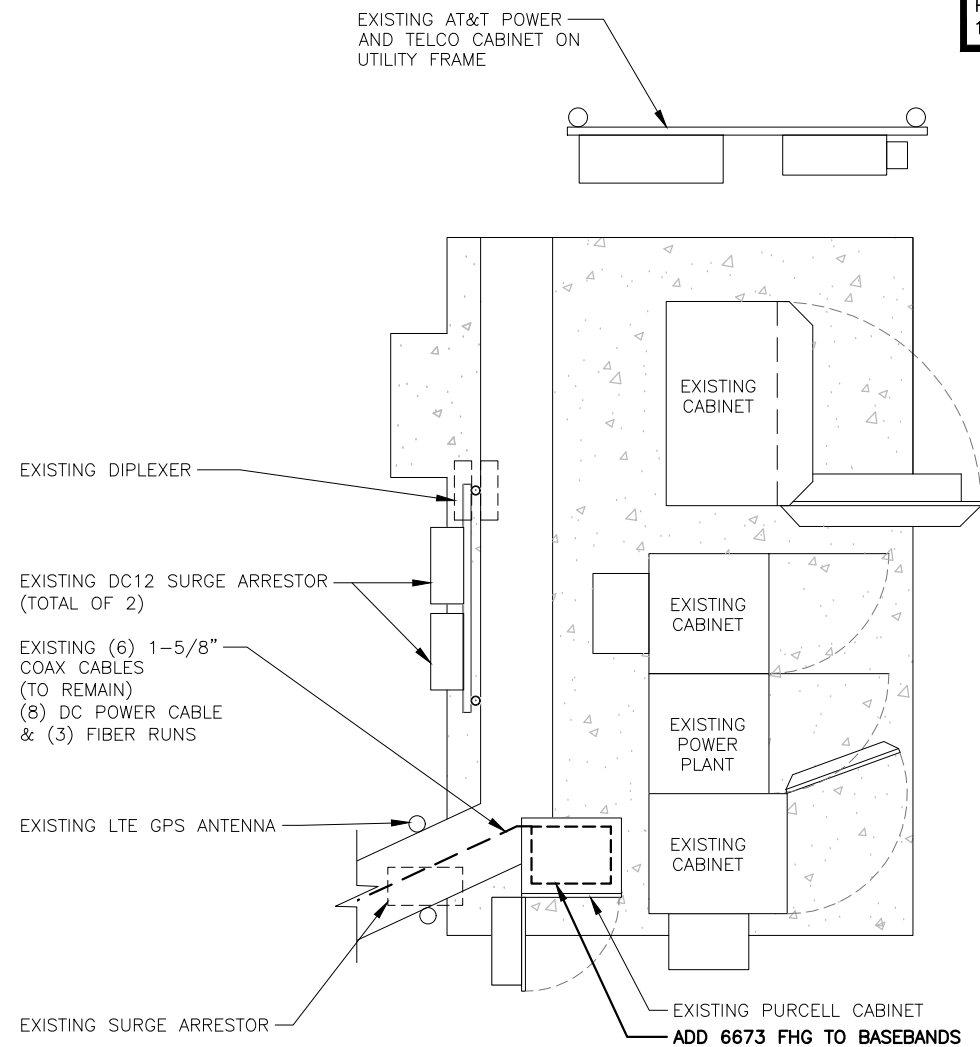 EXISTING AT&T POWER
AND TELCO CABINET ON
UTILITY FRAME
EXISTING
CABINET
EXISTING DIPLEXER
EXISTING DC12 SURGE ARRESTOR
(TOTAL OF 2)
EXISTING
CABINET
EXISTING (6) 1-5/8"
COAX CABLES
(TO REMAIN)
(8) DC POWER CABLE
& (3) FIBER RUNS
EXISTING
POWER
PLANT
EXISTING LTE GPS ANTENNA
EXISTING
CABINET
EXISTING PURCELL CABINET
EXISTING SURGE ARRESTOR
ADD 6673 FHG TO BASEBANDS